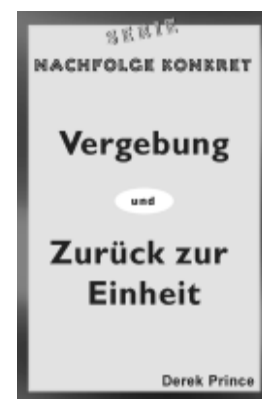 SERIE
NACHFOLGE KONKRET
Vergebung
und
Zurück zur
Einheit
Derek Prince